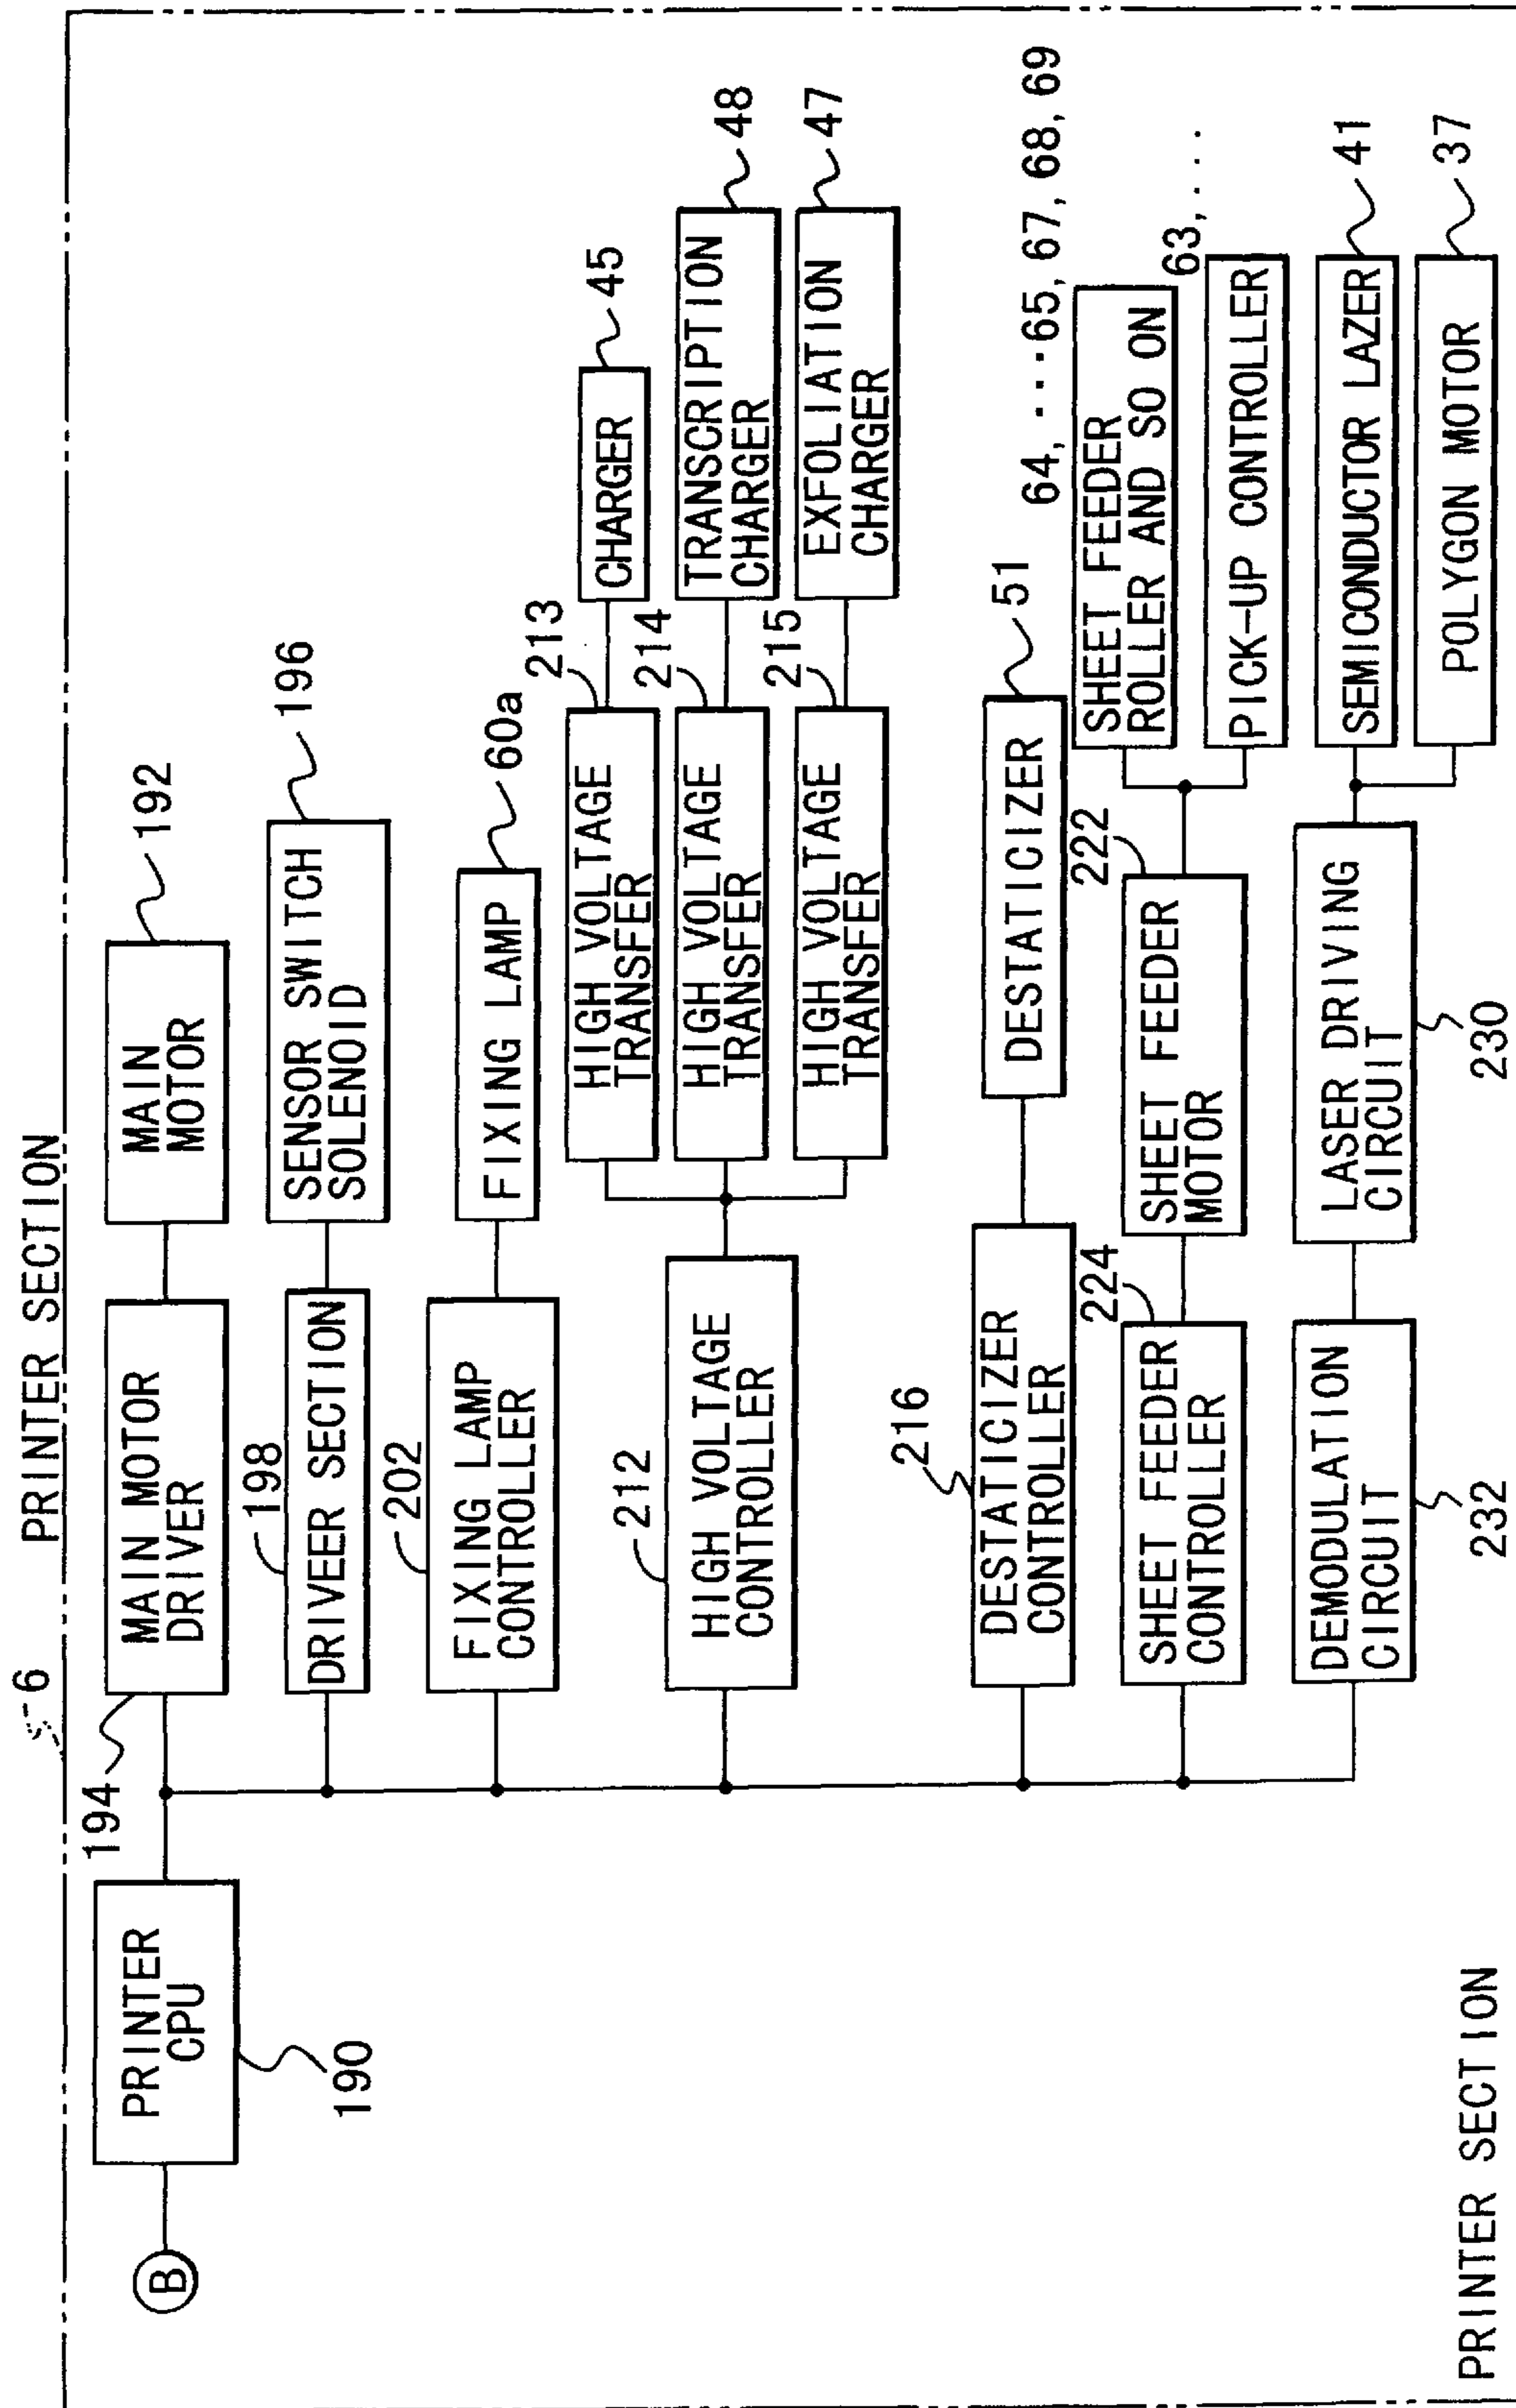 PRINTER SECTION
6
PRINTER
CPU
190
B
194
MAIN MOTOR
DRIVER
MAIN
MOTOR
192
198
DRIVEER SECTION
SENSOR SWITCH
SOLENOID
196
202
FIXING LAMP
CONTROLLER
FIXING LAMP
60a
212
HIGH VOLTAGE
CONTROLLER
HIGH VOLTAGE
TRANSFER
213
CHARGER
45
HIGH VOLTAGE
TRANSFER
214
TRANSCRIPTION
CHARGER
48
HIGH VOLTAGE
TRANSFER
215
EXFOLIATION
CHARGER
47
216
DESTATICIZER
CONTROLLER
DESTATICIZER
51
224
SHEET FEEDER
CONTROLLER
SHEET FEEDER
MOTOR
222
64, ···65, 67, 68, 69
SHEET FEEDER
ROLLER AND SO ON
63, ...
PICK-UP CONTROLLER
DEMODULATION
CIRCUIT
232
LASER DRIVING
CIRCUIT
230
SEMICONDUCTOR LAZER
41
POLYGON MOTOR
37
PRINTER SECTION